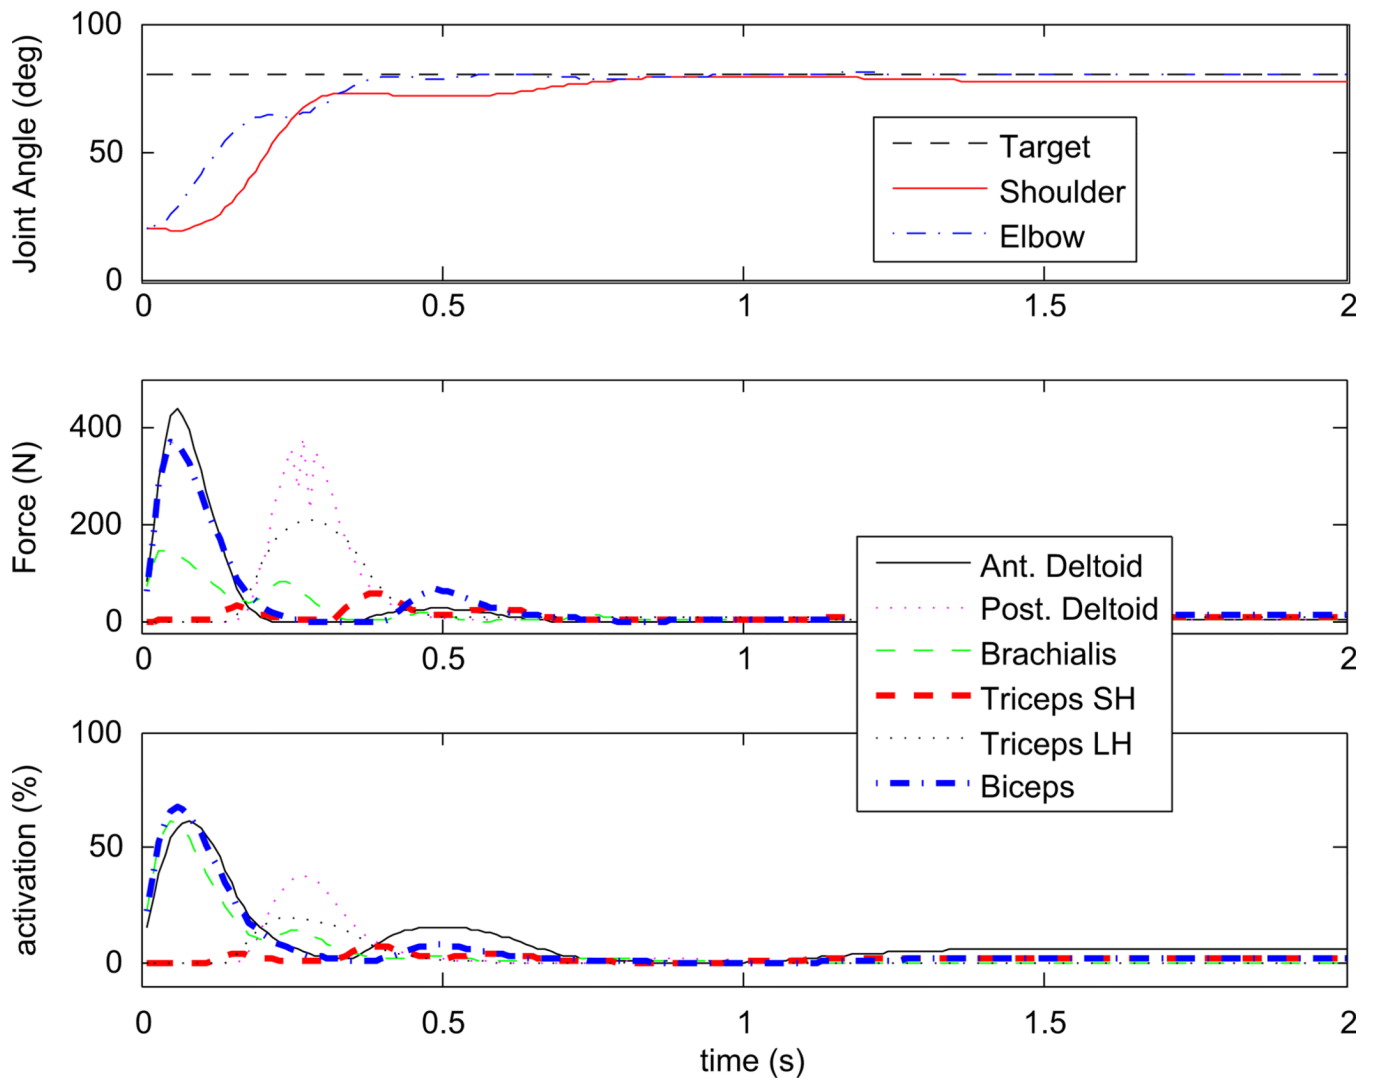 100
50
0
Joint Angle (deg)
0 0.5 1 1.5 2
Target
Shoulder
Elbow
400
200
0
Force (N)
0 0.5 1 2
Ant. Deltoid
Post. Deltoid
Brachialis
Triceps SH
Triceps LH
Biceps
100
50
0
activation (%)
0 0.5 1 1.5 2
time (s)